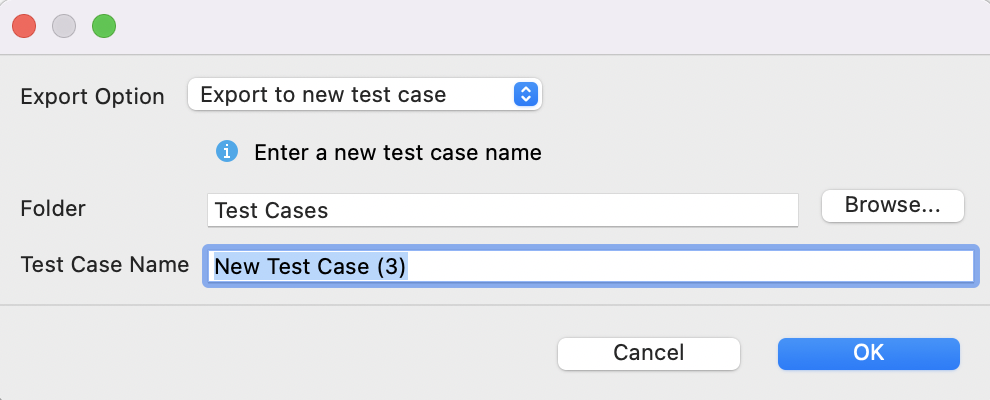 Export Option Export to new test case
Enter a new test case name
Folder Test Cases Browse...
Test Case Name New Test Case (3)
Cancel OK